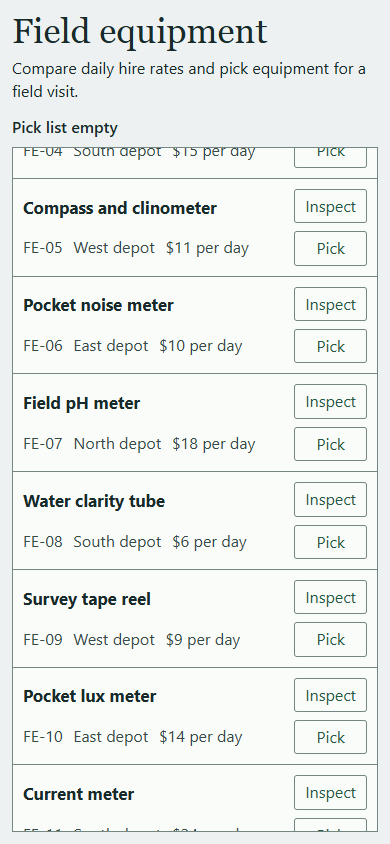 Field equipment
Compare daily hire rates and pick equipment for a
field visit.
Pick list empty
FE-04 South depot $15 per day Pick
Compass and clinometer Inspect
FE-05 West depot $11 per day Pick
Pocket noise meter Inspect
FE-06 East depot $10 per day Pick
Field pH meter Inspect
FE-07 North depot $18 per day Pick
Water clarity tube Inspect
FE-08 South depot $6 per day Pick
Survey tape reel Inspect
FE-09 West depot $9 per day Pick
Pocket lux meter Inspect
FE-10 East depot $14 per day Pick
Current meter Inspect